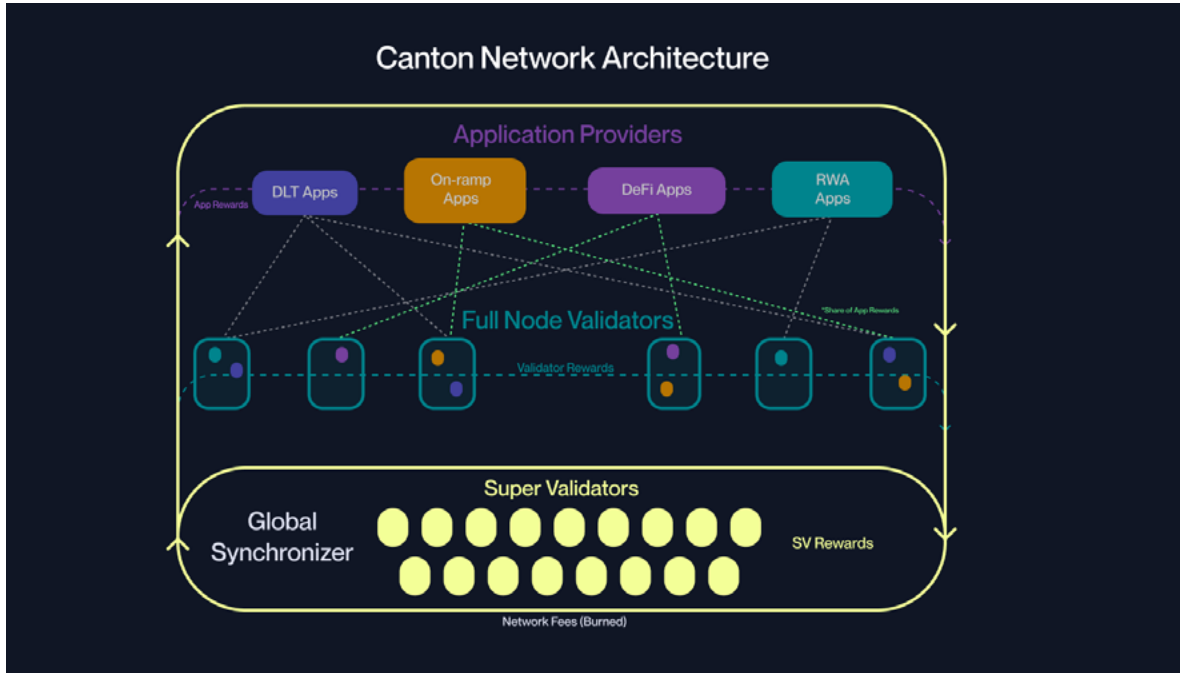 Canton Network Architecture
Application Providers
DLT Apps
On-ramp
Apps
DeFi Apps
RWA
Apps
App Rewards
*Share of App Rewards
Full Node Validators
Validator Rewards
Super Validators
Global
Synchronizer
SV Rewards
Network Fees (Burned)